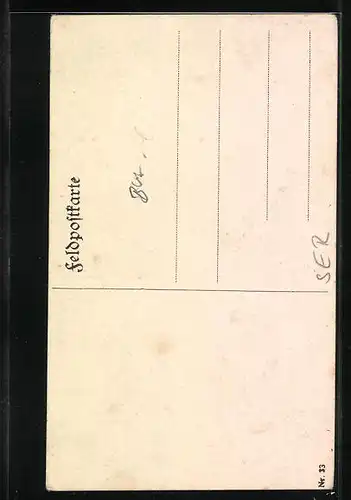 Feldpostkarte
SER
Nr. 33